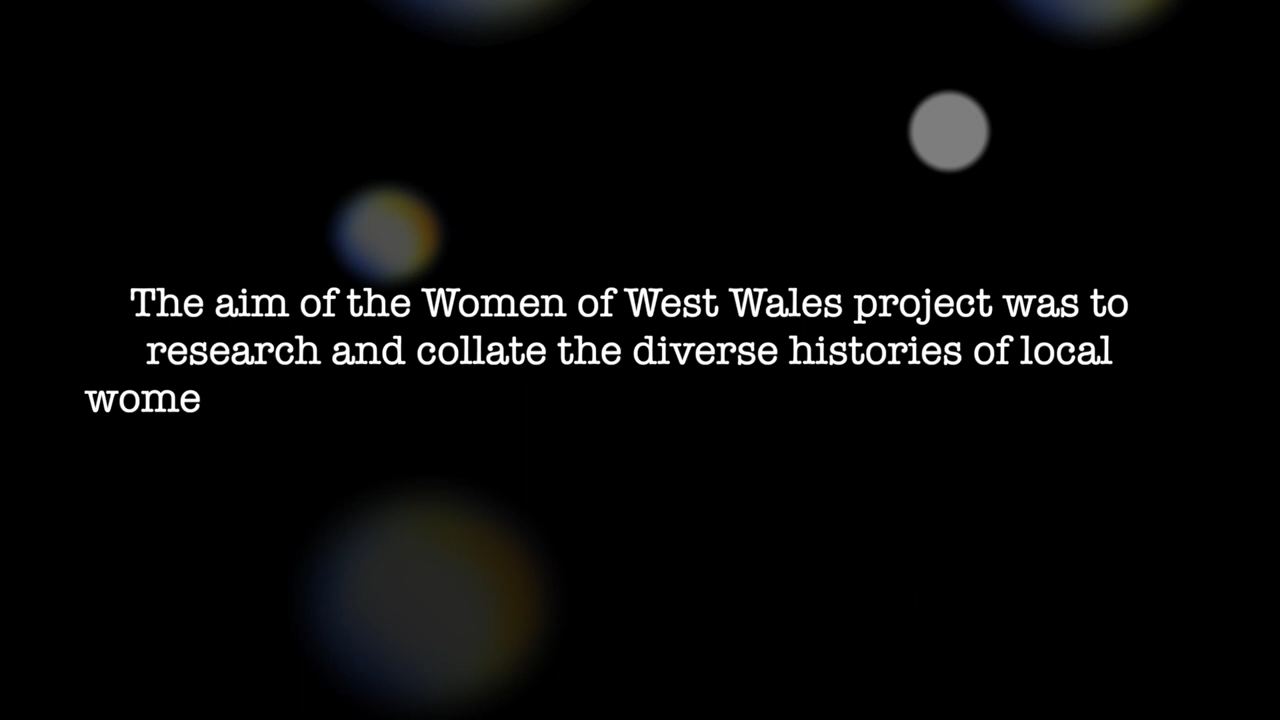 The aim of the Women of West Wales project was to
research and collate the diverse histories of local
wome